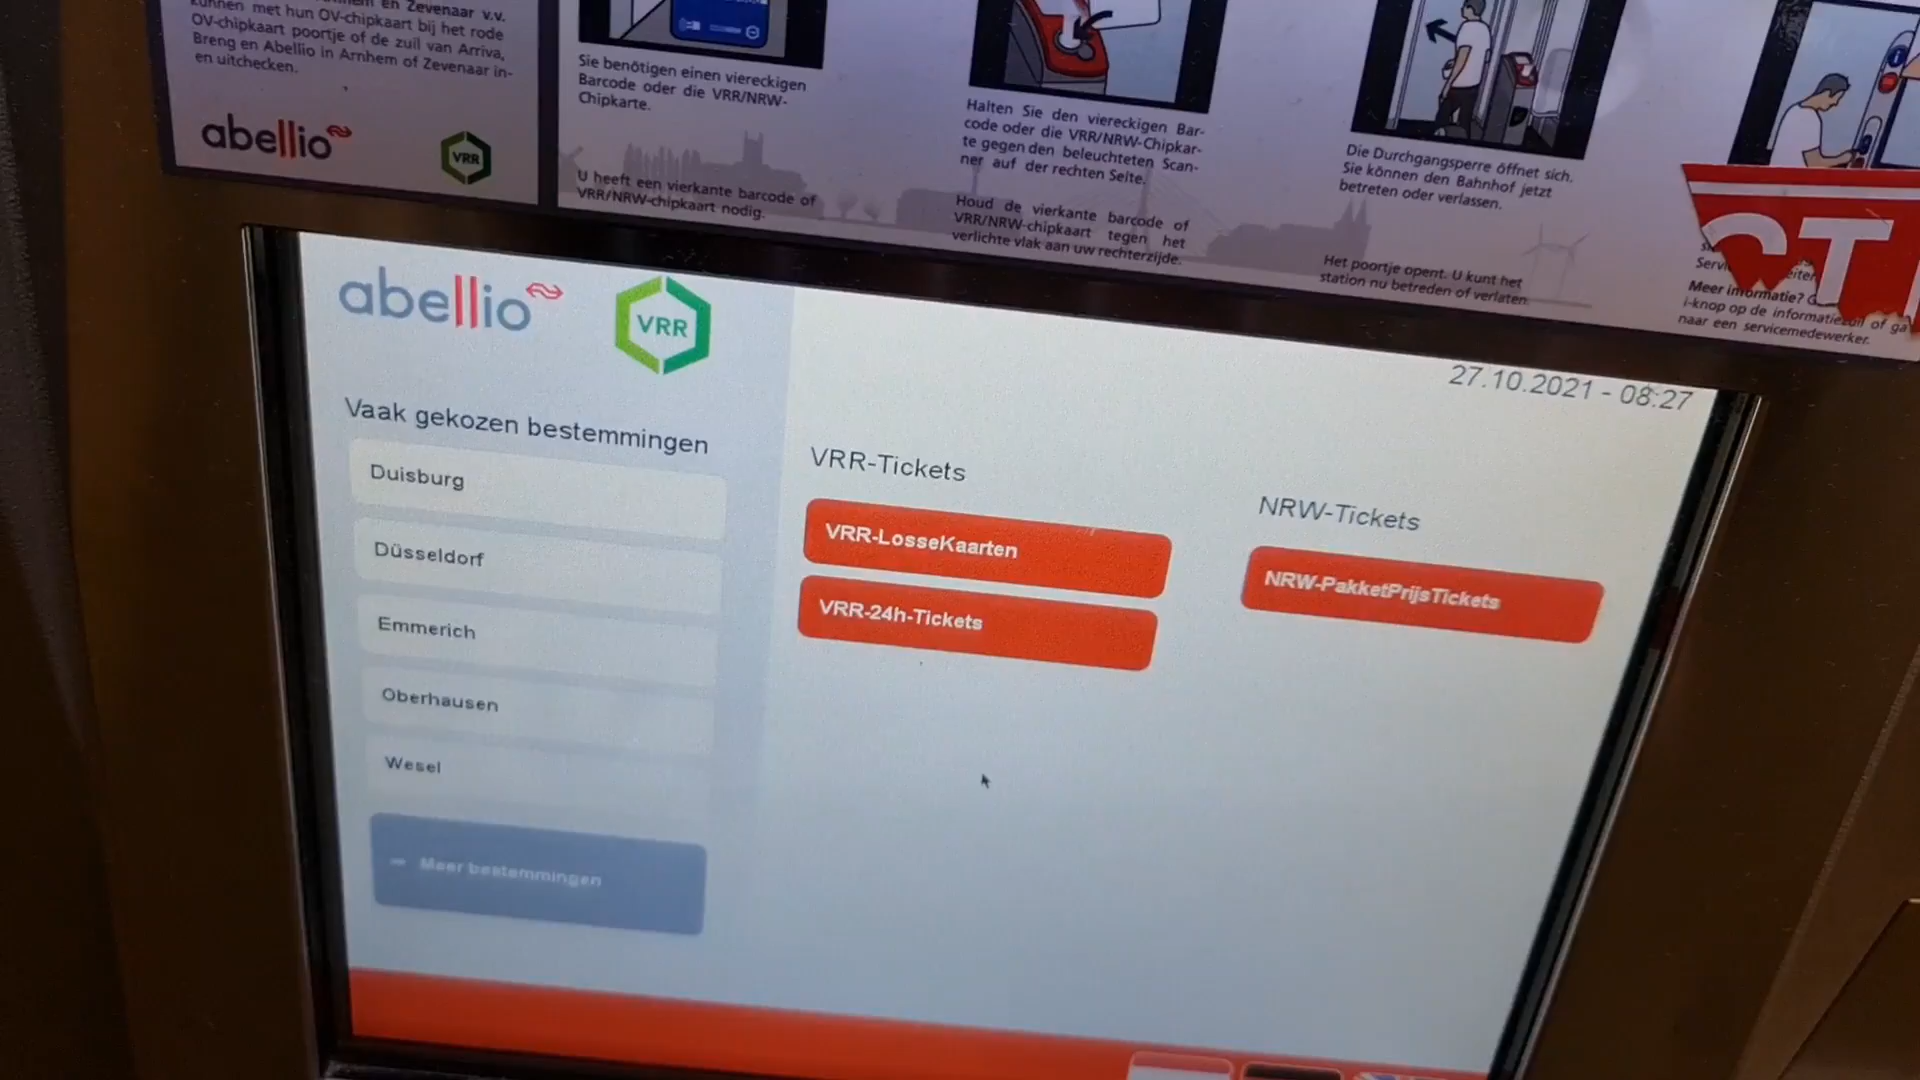 en Zevenaar v.v.
kunnen met hun OV-chipkaart bij het rode
OV-chipkaart poortje of de zuil van Arriva,
Breng en Abellio in Arnhem of Zevenaar in-
en uitchecken.
abellio
VRR
Sie benötigen einen viereckigen
Barcode oder die VRR/NRW-
Chipkarte.
U heeft een vierkante barcode of
VRR/NRW-chipkaart nodig.
Halten Sie den viereckigen Bar-
code oder die VRR/NRW-Chipkar-
te gegen den beleuchteten Scan-
ner auf der rechten Seite.
Houd de vierkante barcode of
VRR/NRW-chipkaart tegen het
verlichte vlak aan uw rechterzijde.
Die Durchgangsperre öffnet sich.
Sie können den Bahnhof jetzt
betreten oder verlassen.
Het poortje opent. U kunt het
station nu betreden of verlaten.
Meer informatie?
i-knop op de informatiezuil of ga
naar een servicemedewerker.
abellio
VRR
27.10.2021 - 08:27
Vaak gekozen bestemmingen
Duisburg
Düsseldorf
Emmerich
Oberhausen
Wesel
Meer bestemmingen
VRR-Tickets
VRR-LosseKaarten
VRR-24h-Tickets
NRW-Tickets
NRW-PakketPrijsTickets